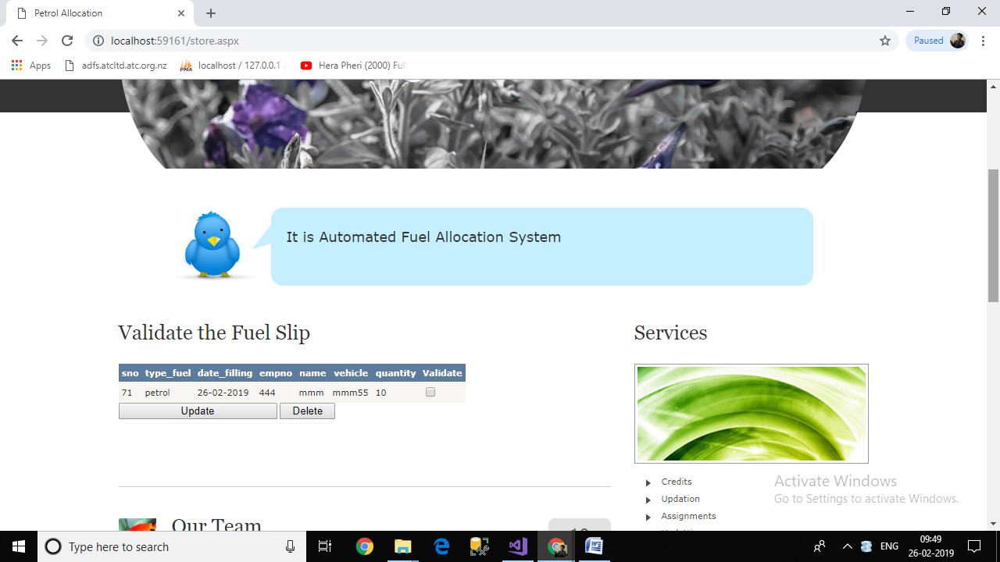 Petrol Allocation
localhost:59161/store.aspx
Paused
Apps
adfs.atcltd.atc.org.nz
PMA
localhost / 127.0.0.1 /
Hera Pheri (2000) Full
It is Automated Fuel Allocation System
Validate the Fuel Slip
sno type_fuel date_filling empno name vehicle quantity Validate
71 petrol 26-02-2019 444 mmm mmm55 10
Update Delete
Services
Credits
Updation
Assignments
Activate Windows
Go to Settings to activate Windows.
Our Team
Type here to search
ENG
09:49
26-02-2019